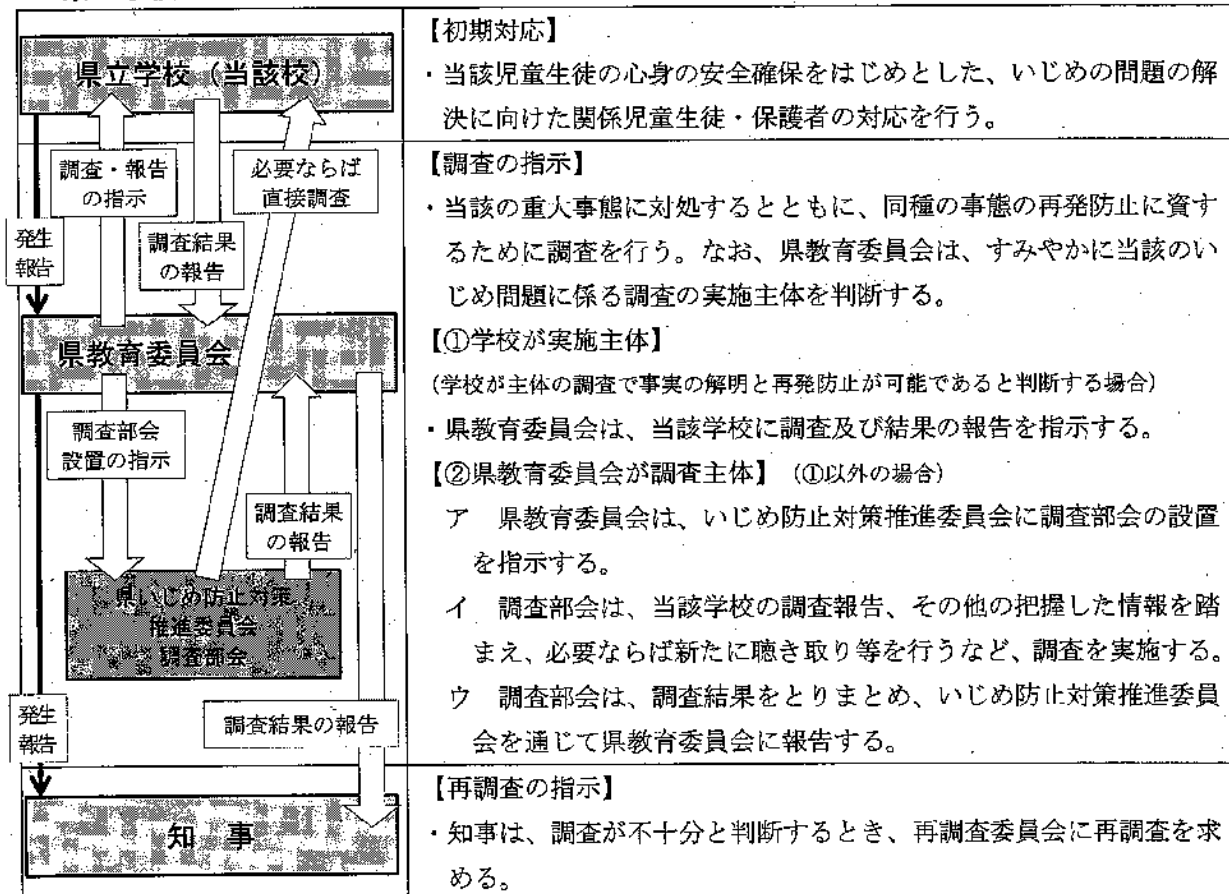 県立学校（当該校）
調査・報告
の指示
必要ならば
直接調査
発生
報告
調査結果
の報告
県教育委員会
調査部会
設置の指示
調査結果
の報告
県いじめ防止対策
推進委員会
調査部会
発生
報告
調査結果の報告
知　事
【初期対応】
・当該児童生徒の心身の安全確保をはじめとした、いじめの問題の解
決に向けた関係児童生徒・保護者の対応を行う。
【調査の指示】
・当該の重大事態に対処するとともに、同種の事態の再発防止に資す
るために調査を行う。なお、県教育委員会は、すみやかに当該のい
じめ問題に係る調査の実施主体を判断する。
【①学校が実施主体】
(学校が主体の調査で事実の解明と再発防止が可能であると判断する場合)
・県教育委員会は、当該学校に調査及び結果の報告を指示する。
【②県教育委員会が調査主体】（①以外の場合）
ア　県教育委員会は、いじめ防止対策推進委員会に調査部会の設置
を指示する。
イ　調査部会は、当該学校の調査報告、その他の把握した情報を踏
まえ、必要ならば新たに聴き取り等を行うなど、調査を実施する。
ウ　調査部会は、調査結果をとりまとめ、いじめ防止対策推進委員
会を通じて県教育委員会に報告する。
【再調査の指示】
・知事は、調査が不十分と判断するとき、再調査委員会に再調査を求
める。